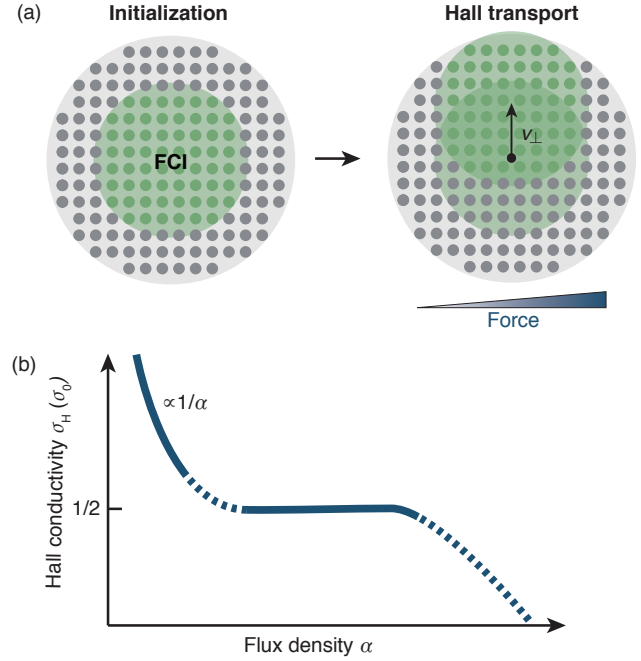 (a)
Initialization
Hall transport
FCI
v⊥
Force
(b)
Hall conductivity σH (σ0)
∝1/α
1/2
Flux density α